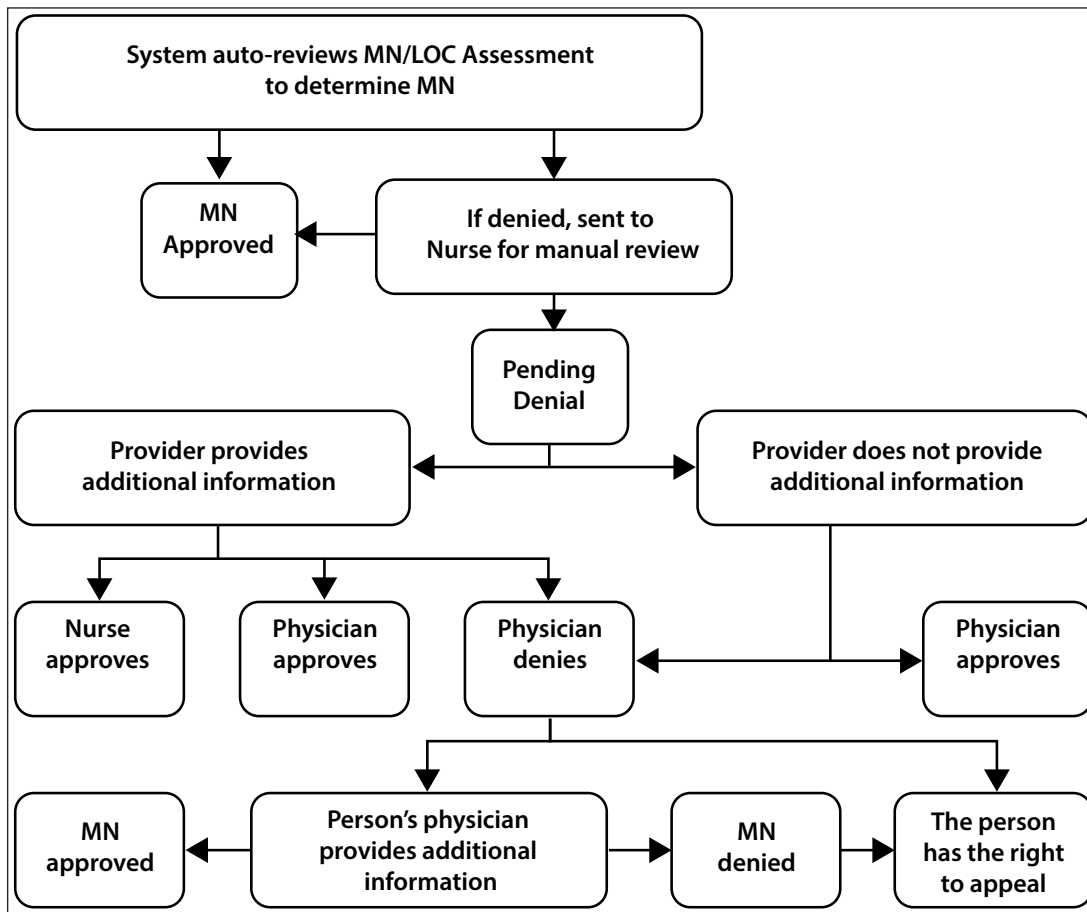 System auto-reviews MN/LOC Assessment
to determine MN
MN
Approved
If denied, sent to
Nurse for manual review
Pending
Denial
Provider provides
additional information
Provider does not provide
additional information
Nurse
approves
Physician
approves
Physician
denies
Physician
approves
MN
approved
Person’s physician
provides additional
information
MN
denied
The person
has the right
to appeal